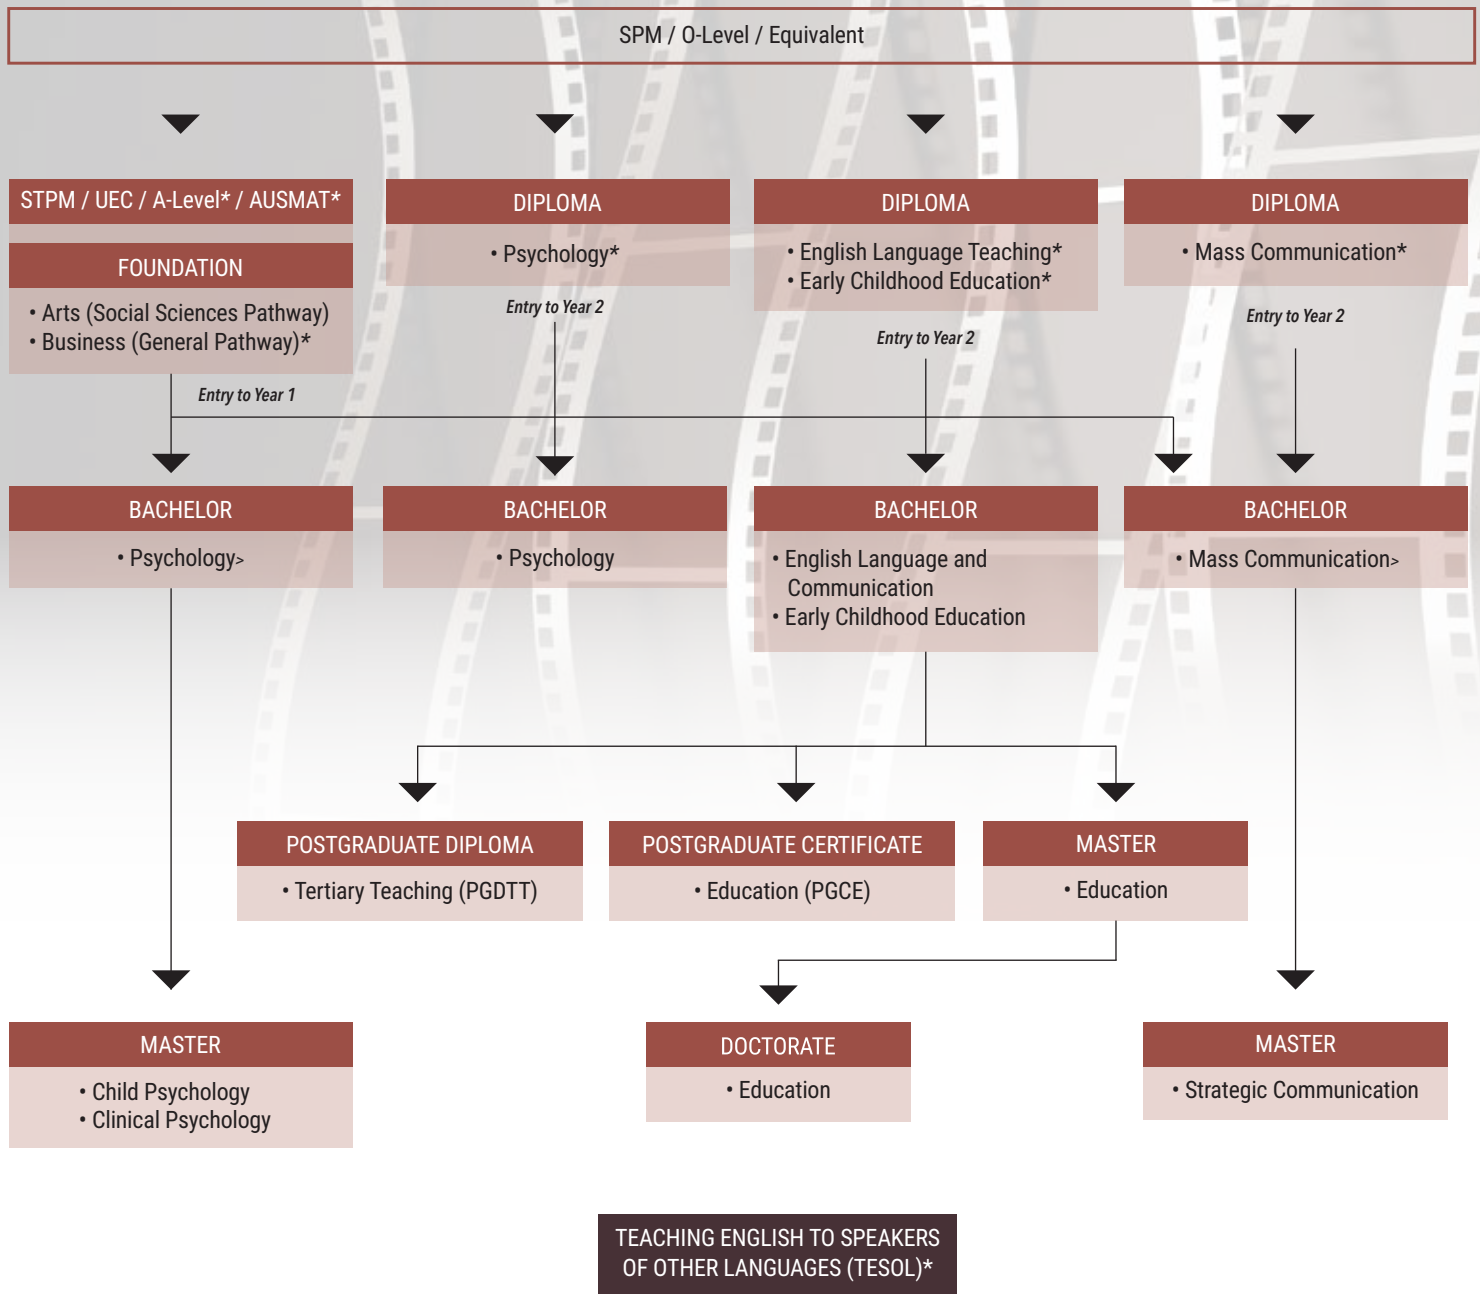 SPM / O-Level / Equivalent
STPM / UEC / A-Level* / AUSMAT*
FOUNDATION
• Arts (Social Sciences Pathway)
• Business (General Pathway)*
DIPLOMA
• Psychology*
Entry to Year 2
DIPLOMA
• English Language Teaching*
• Early Childhood Education*
Entry to Year 2
DIPLOMA
• Mass Communication*
Entry to Year 2
Entry to Year 1
BACHELOR
• Psychology>
BACHELOR
• Psychology
BACHELOR
• English Language and
Communication
• Early Childhood Education
BACHELOR
• Mass Communication>
POSTGRADUATE DIPLOMA
• Tertiary Teaching (PGDTT)
POSTGRADUATE CERTIFICATE
• Education (PGCE)
MASTER
• Education
MASTER
• Child Psychology
• Clinical Psychology
DOCTORATE
• Education
MASTER
• Strategic Communication
TEACHING ENGLISH TO SPEAKERS
OF OTHER LANGUAGES (TESOL)*